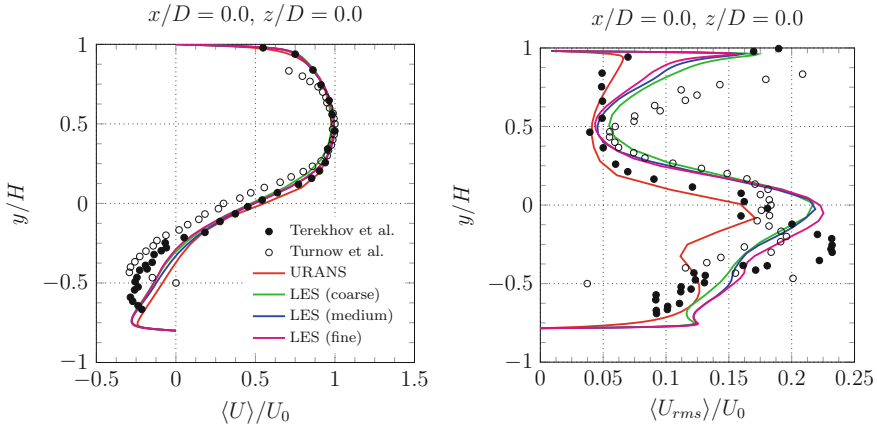 x/D = 0.0, z/D = 0.0
1
0.5
0
−0.5
−1
y/H
Terekhov et al.
Turnow et al.
URANS
LES (coarse)
LES (medium)
LES (fine)
−0.5 0 0.5 1 1.5
⟨U⟩/U₀
x/D = 0.0, z/D = 0.0
1
0.5
0
−0.5
−1
y/H
0 0.05 0.1 0.15 0.2 0.25
⟨Uᵣₘₛ⟩/U₀